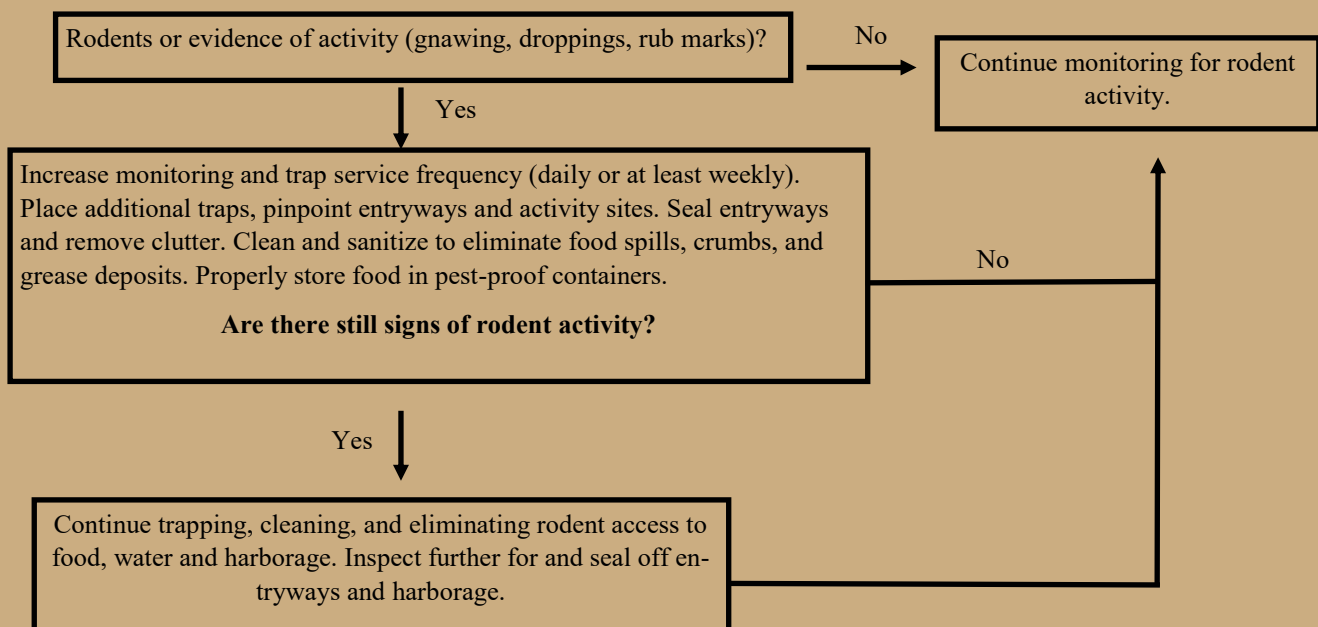 Rodents or evidence of activity (gnawing, droppings, rub marks)?
No
Continue monitoring for rodent
activity.
Yes
Increase monitoring and trap service frequency (daily or at least weekly).
Place additional traps, pinpoint entryways and activity sites. Seal entryways
and remove clutter. Clean and sanitize to eliminate food spills, crumbs, and
grease deposits. Properly store food in pest-proof containers.
Are there still signs of rodent activity?
No
Yes
Continue trapping, cleaning, and eliminating rodent access to
food, water and harborage. Inspect further for and seal off en-
tryways and harborage.